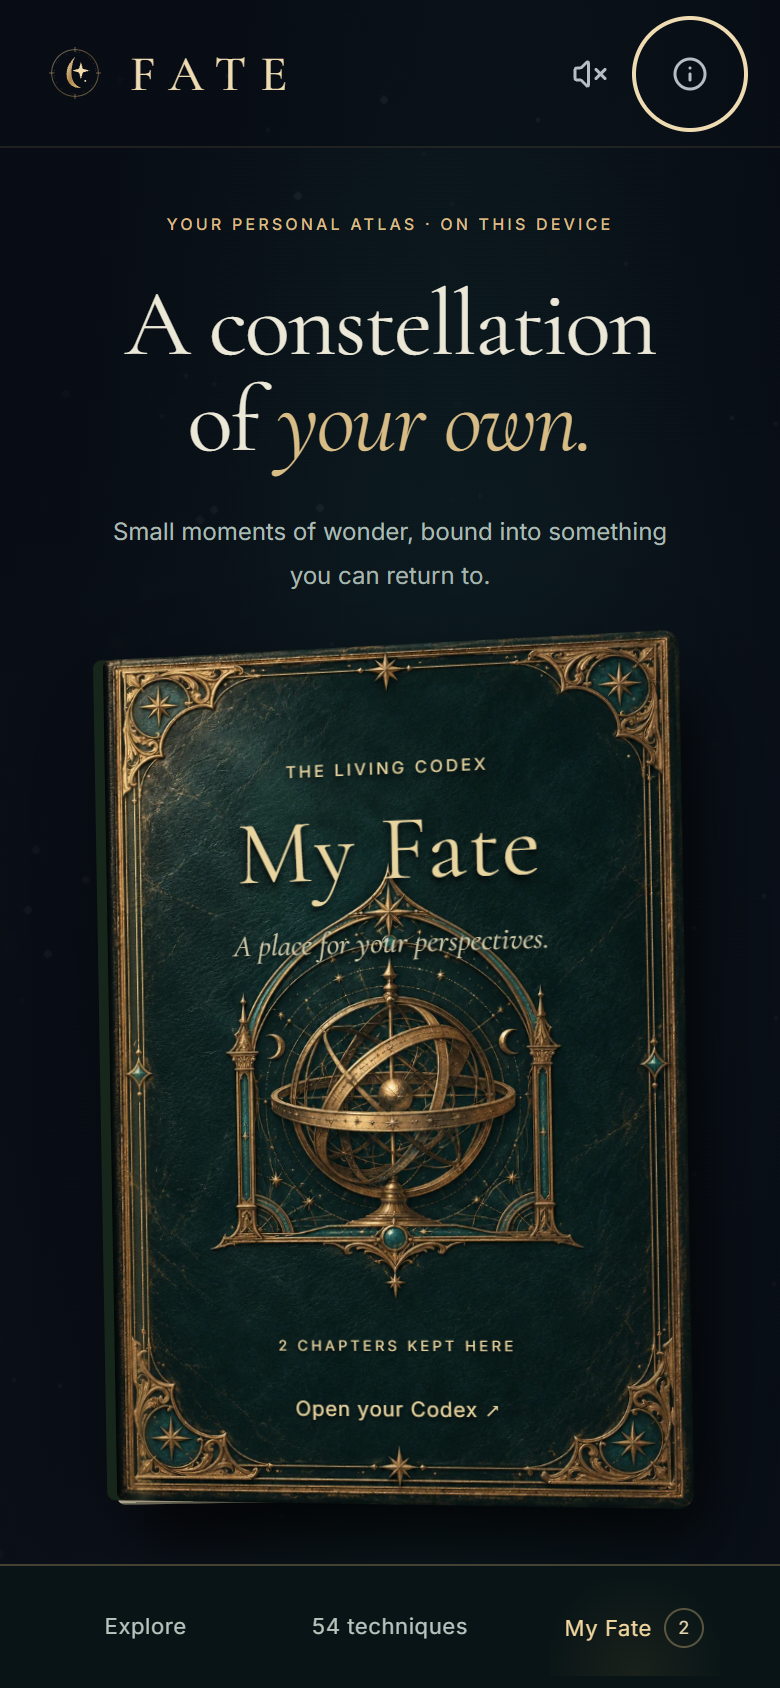 FATE
YOUR PERSONAL ATLAS · ON THIS DEVICE
A constellation
of your own.
Small moments of wonder, bound into something
you can return to.
THE LIVING CODEX
My Fate
A place for your perspectives.
2 CHAPTERS KEPT HERE
Open your Codex ↗
Explore
54 techniques
My Fate 2